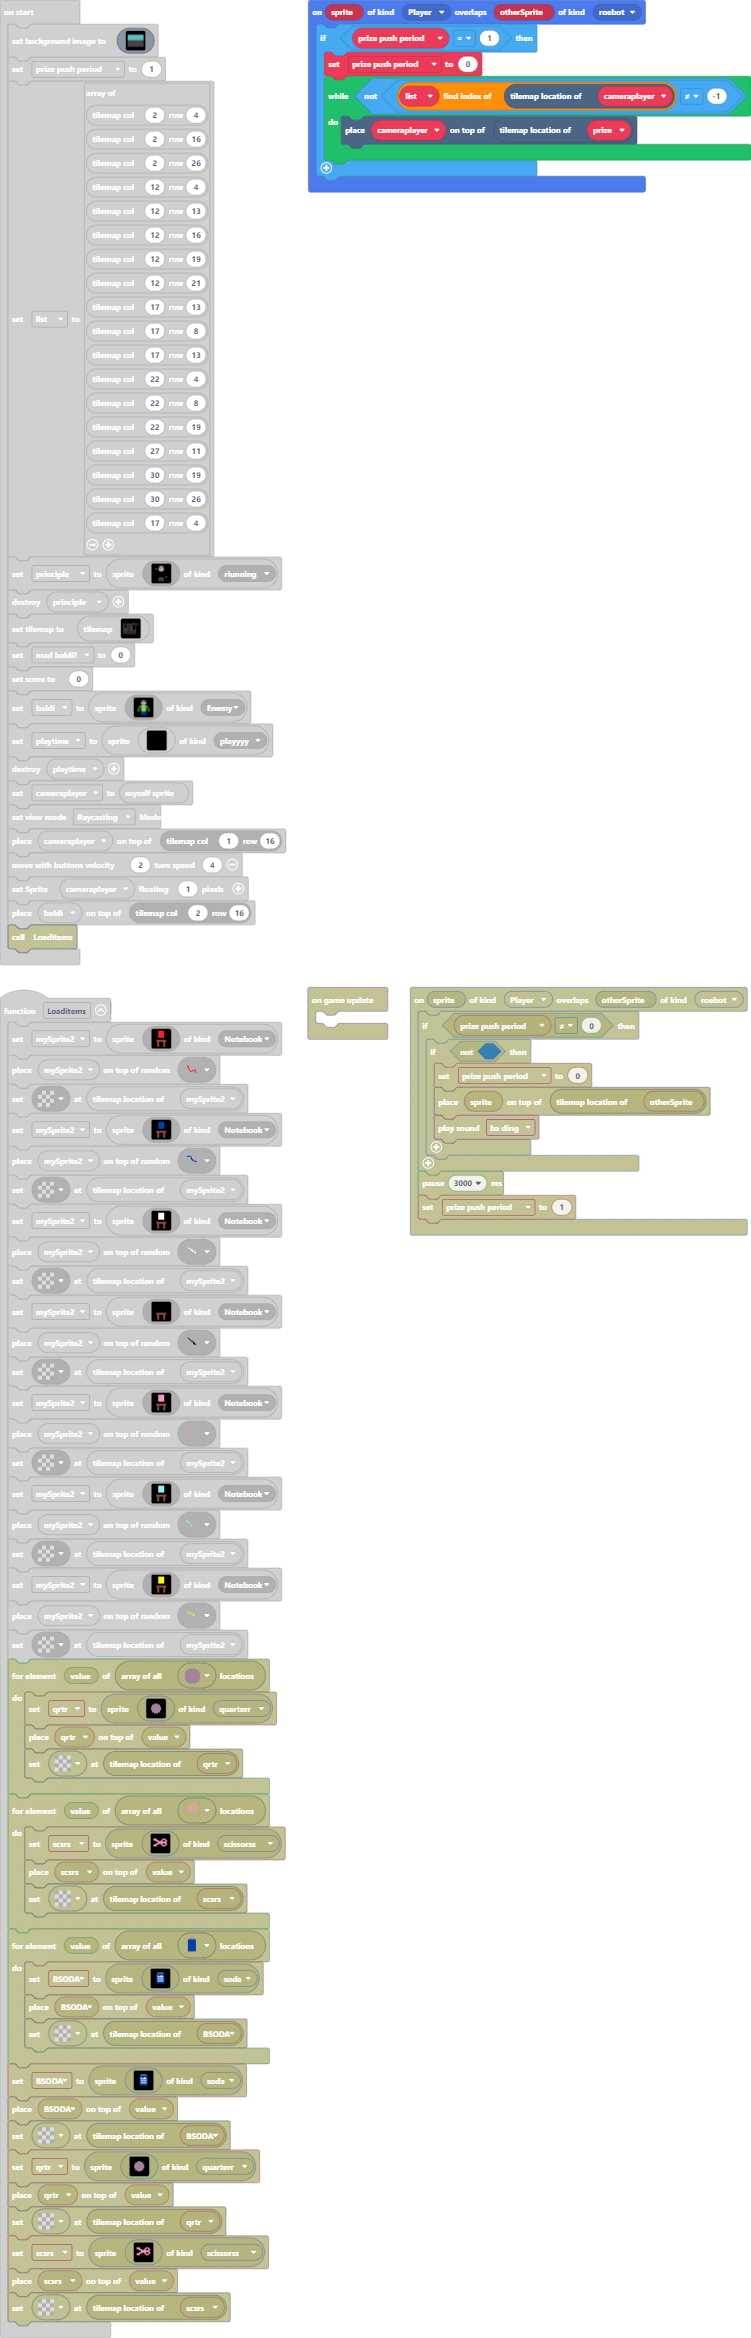 on start
set background image to
set prize push period to 1
array of
tilemap col 2 row 4
tilemap col 2 row 16
tilemap col 2 row 26
tilemap col 12 row 4
tilemap col 12 row 13
tilemap col 12 row 16
tilemap col 12 row 19
tilemap col 12 row 21
tilemap col 17 row 13
set list to
tilemap col 17 row 8
tilemap col 17 row 13
tilemap col 22 row 4
tilemap col 22 row 8
tilemap col 22 row 19
tilemap col 27 row 11
tilemap col 30 row 19
tilemap col 30 row 26
tilemap col 17 row 4
set principle to sprite of kind riunning
destroy principle
set tilemap to tilemap
set mad baldi? to 0
set score to 0
set baldi to sprite of kind Enemy
set playtime to sprite of kind playyyy
destroy playtime
set cameraplayer to myself sprite
set view mode Raycasting Mode
place cameraplayer on top of tilemap col 1 row 16
move with buttons velocity 2 turn speed 4
set Sprite cameraplayer floating 1 pixels
place baldi on top of tilemap col 2 row 16
call Loaditems
on sprite of kind Player overlaps otherSprite of kind roebot
if prize push period = 1 then
set prize push period to 0
while not list find index of tilemap location of cameraplayer ≠ -1
do place cameraplayer on top of tilemap location of prize
function Loaditems
set mySprite2 to sprite of kind Notebook
place mySprite2 on top of random
set at tilemap location of mySprite2
set mySprite2 to sprite of kind Notebook
place mySprite2 on top of random
set at tilemap location of mySprite2
set mySprite2 to sprite of kind Notebook
place mySprite2 on top of random
set at tilemap location of mySprite2
set mySprite2 to sprite of kind Notebook
place mySprite2 on top of random
set at tilemap location of mySprite2
set mySprite2 to sprite of kind Notebook
place mySprite2 on top of random
set at tilemap location of mySprite2
set mySprite2 to sprite of kind Notebook
place mySprite2 on top of random
set at tilemap location of mySprite2
set mySprite2 to sprite of kind Notebook
place mySprite2 on top of random
set at tilemap location of mySprite2
for element value of array of all locations
do
set qrtr to sprite of kind quarterr
place qrtr on top of value
set at tilemap location of qrtr
for element value of array of all locations
do
set scsrs to sprite of kind scissorss
place scsrs on top of value
set at tilemap location of scsrs
for element value of array of all locations
do
set BSODA to sprite of kind soda
place BSODA on top of value
set at tilemap location of BSODA
set BSODA to sprite of kind soda
place BSODA on top of value
set at tilemap location of BSODA
set qrtr to sprite of kind quarterr
place qrtr on top of value
set at tilemap location of qrtr
set scsrs to sprite of kind scissorss
place scsrs on top of value
set at tilemap location of scsrs
on game update
on sprite of kind Player overlaps otherSprite of kind roebot
if prize push period ≠ 0 then
if not then
set prize push period to 0
place sprite on top of tilemap location of otherSprite
play sound ba ding
pause 3000 ms
set prize push period to 1